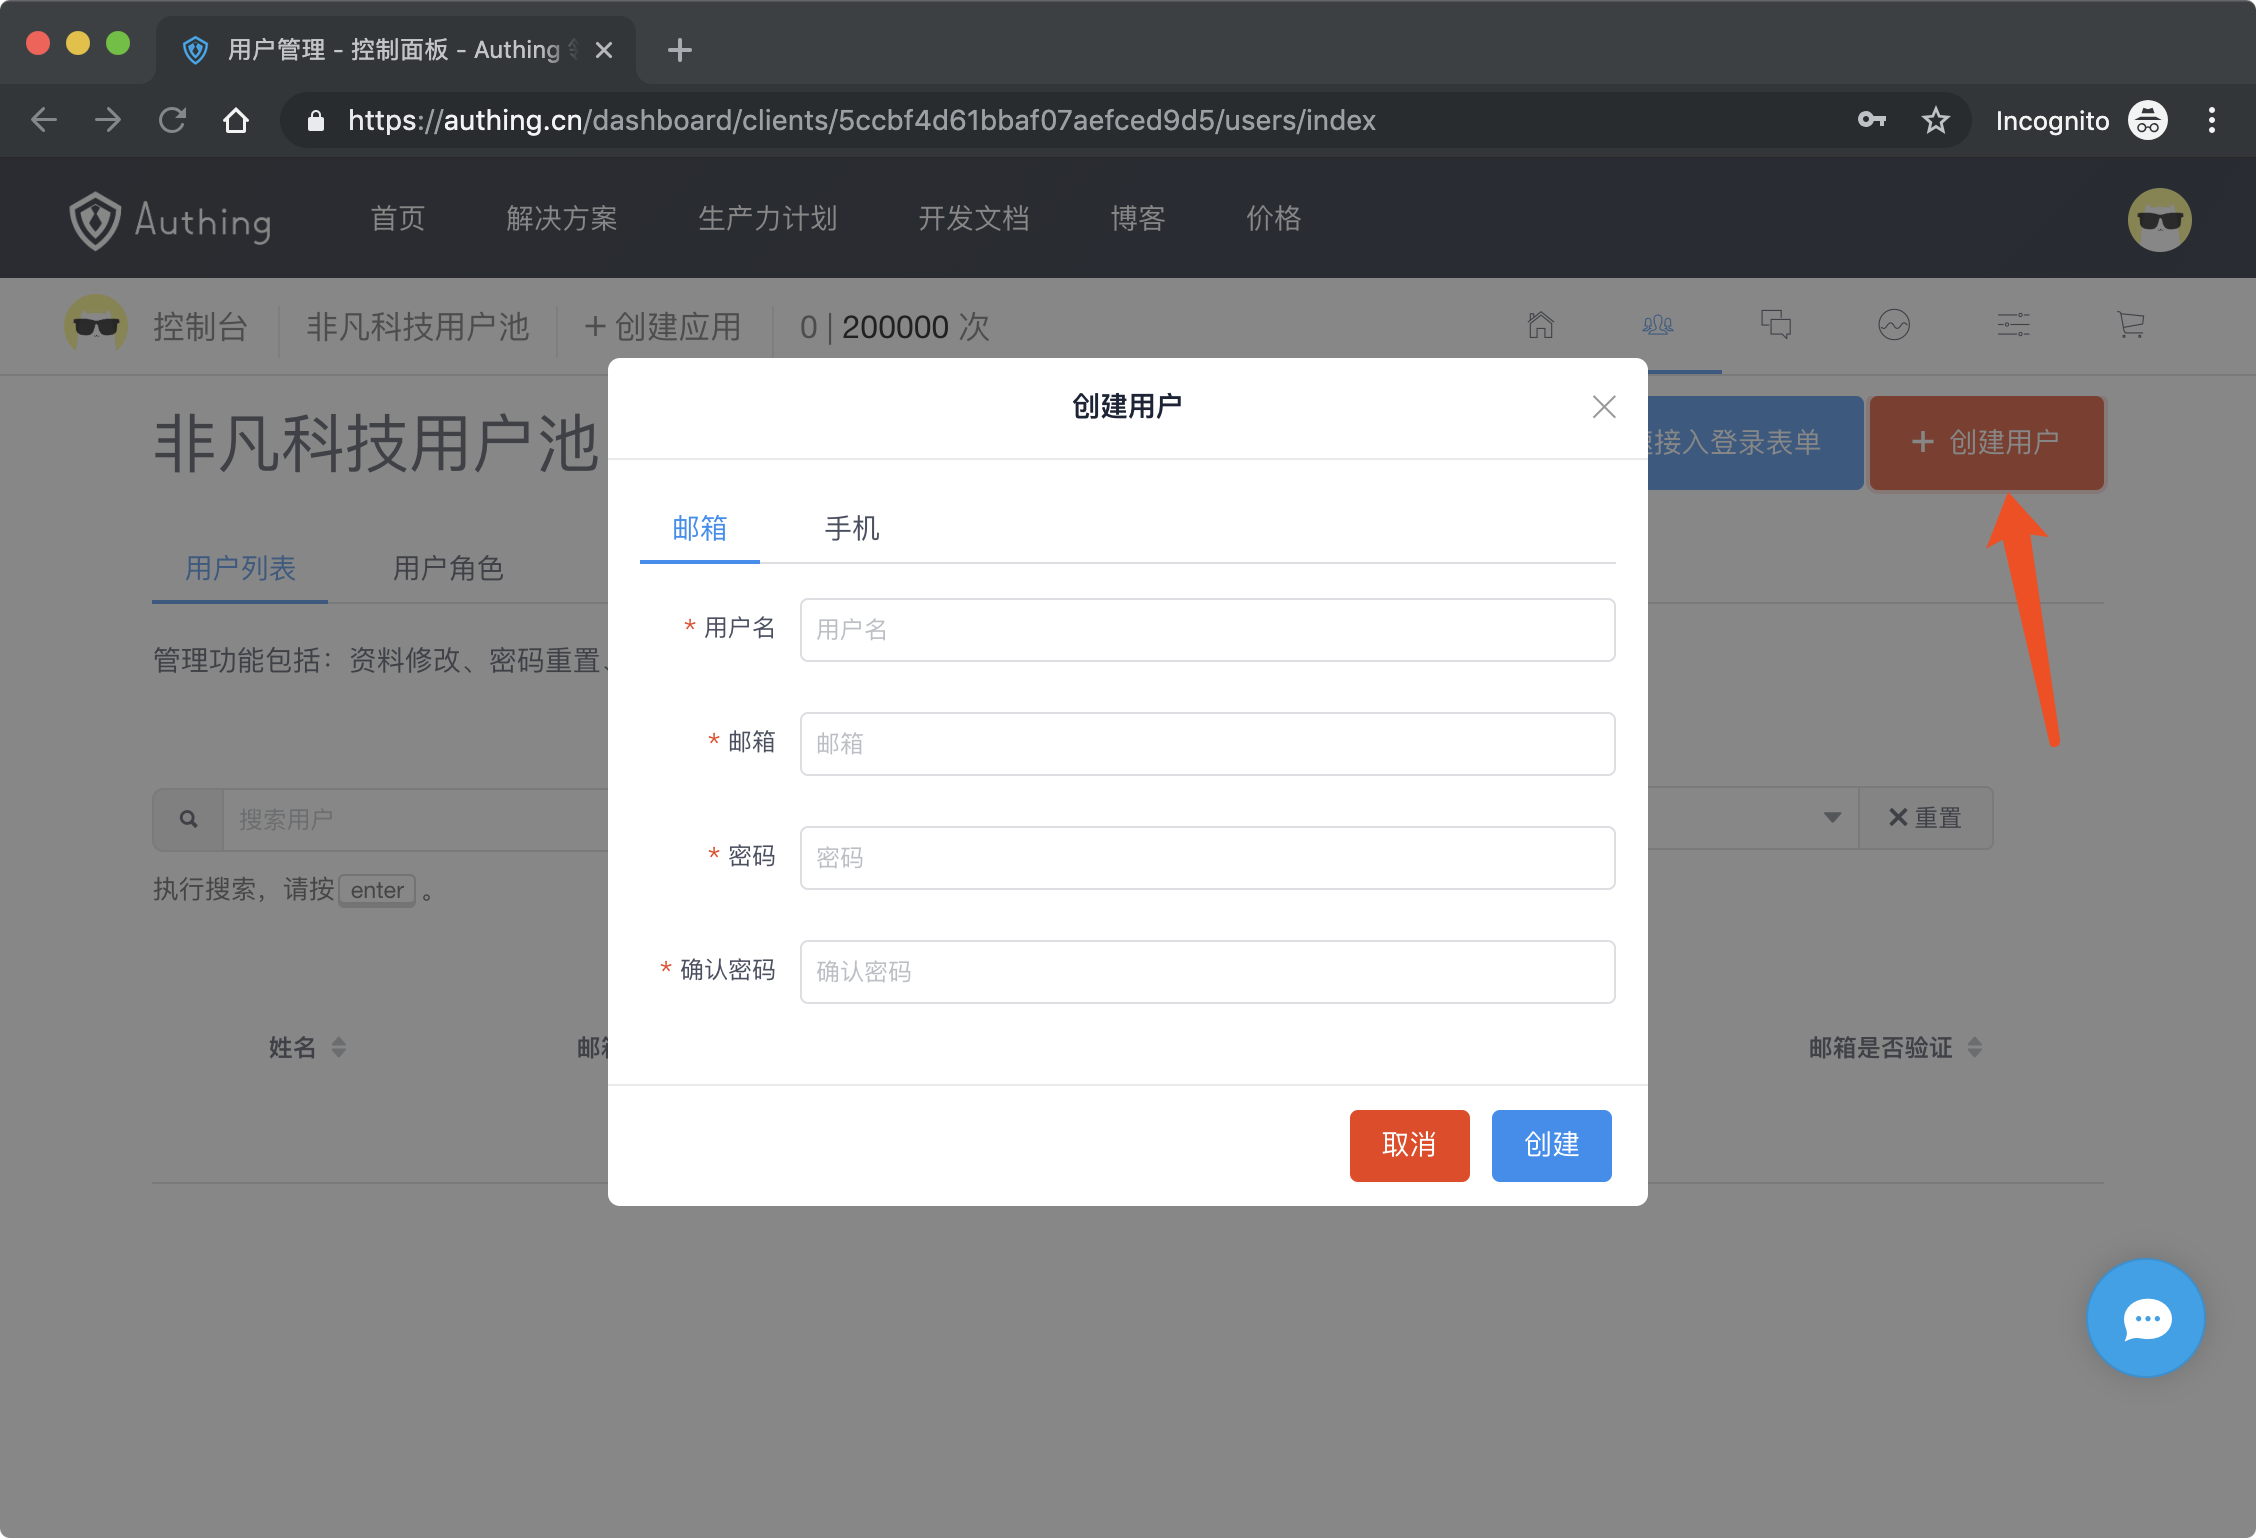 用户管理 - 控制面板 - Authing
https://authing.cn/dashboard/clients/5ccbf4d61bbaf07aefced9d5/users/index
Incognito
Authing
首页
解决方案
生产力计划
开发文档
博客
价格
控制台
非凡科技用户池
+ 创建应用
0 | 200000 次
非凡科技用户池
接入登录表单
+ 创建用户
用户列表
用户角色
管理功能包括：资料修改、密码重置、
搜索用户
× 重置
执行搜索，请按 enter 。
姓名
邮箱是否验证
创建用户
邮箱
手机
* 用户名
用户名
* 邮箱
邮箱
* 密码
密码
* 确认密码
确认密码
取消
创建